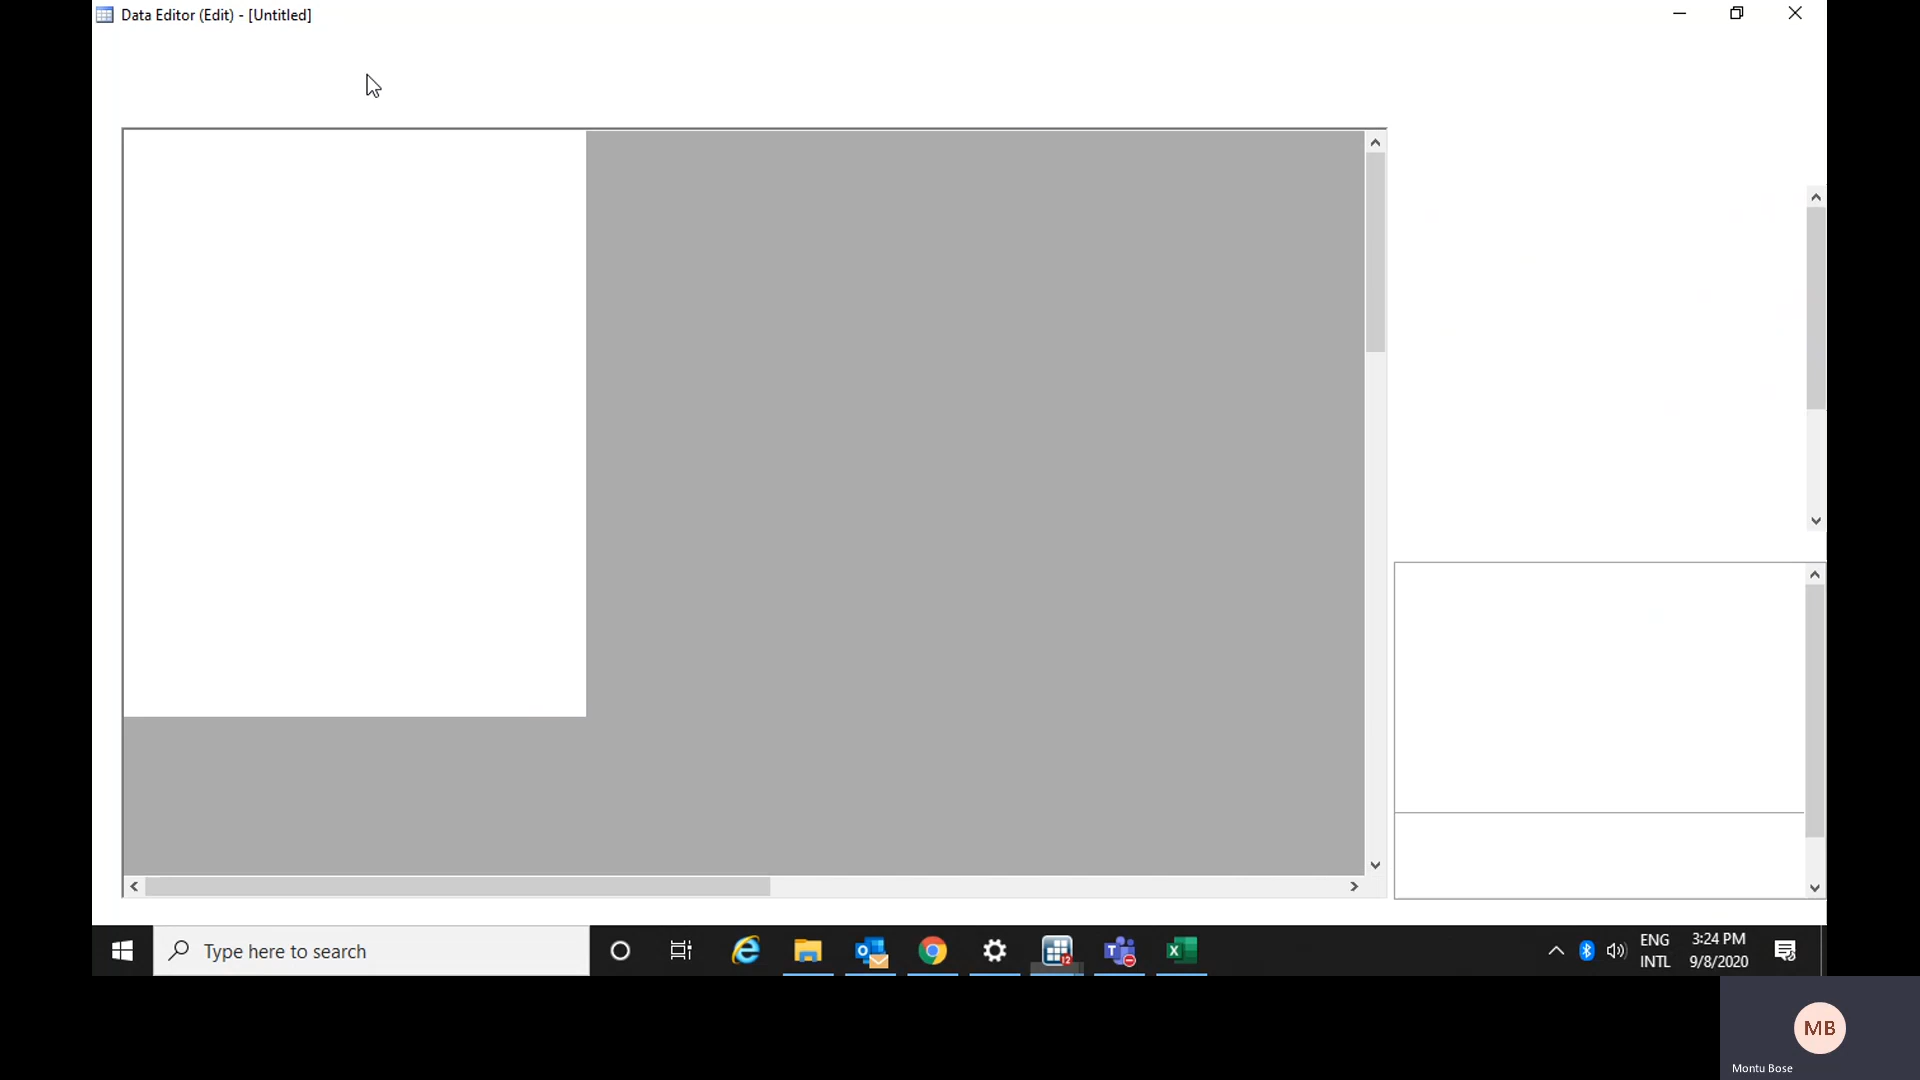 Data Editor (Edit) - [Untitled]
Type here to search
12
ENG
INTL
3:24 PM
9/8/2020
MB
Montu Bose